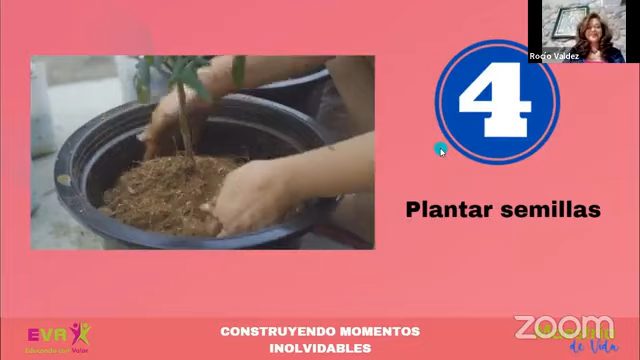 Rocio Valdez
4
Plantar semillas
EVA
Educando con Valor
CONSTRUYENDO MOMENTOS
INOLVIDABLES
zoom
de Vida